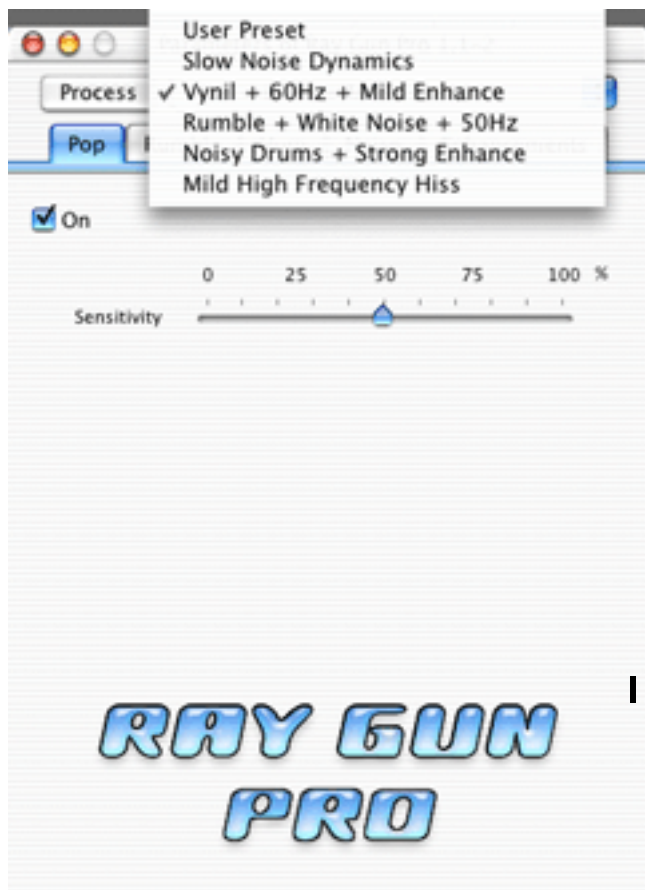 User Preset
Slow Noise Dynamics
Process ✓ Vynil + 60Hz + Mild Enhance
Rumble + White Noise + 50Hz
Pop
Noisy Drums + Strong Enhance
Mild High Frequency Hiss
On
0 25 50 75 100 %
Sensitivity
RAY GUN
PRO